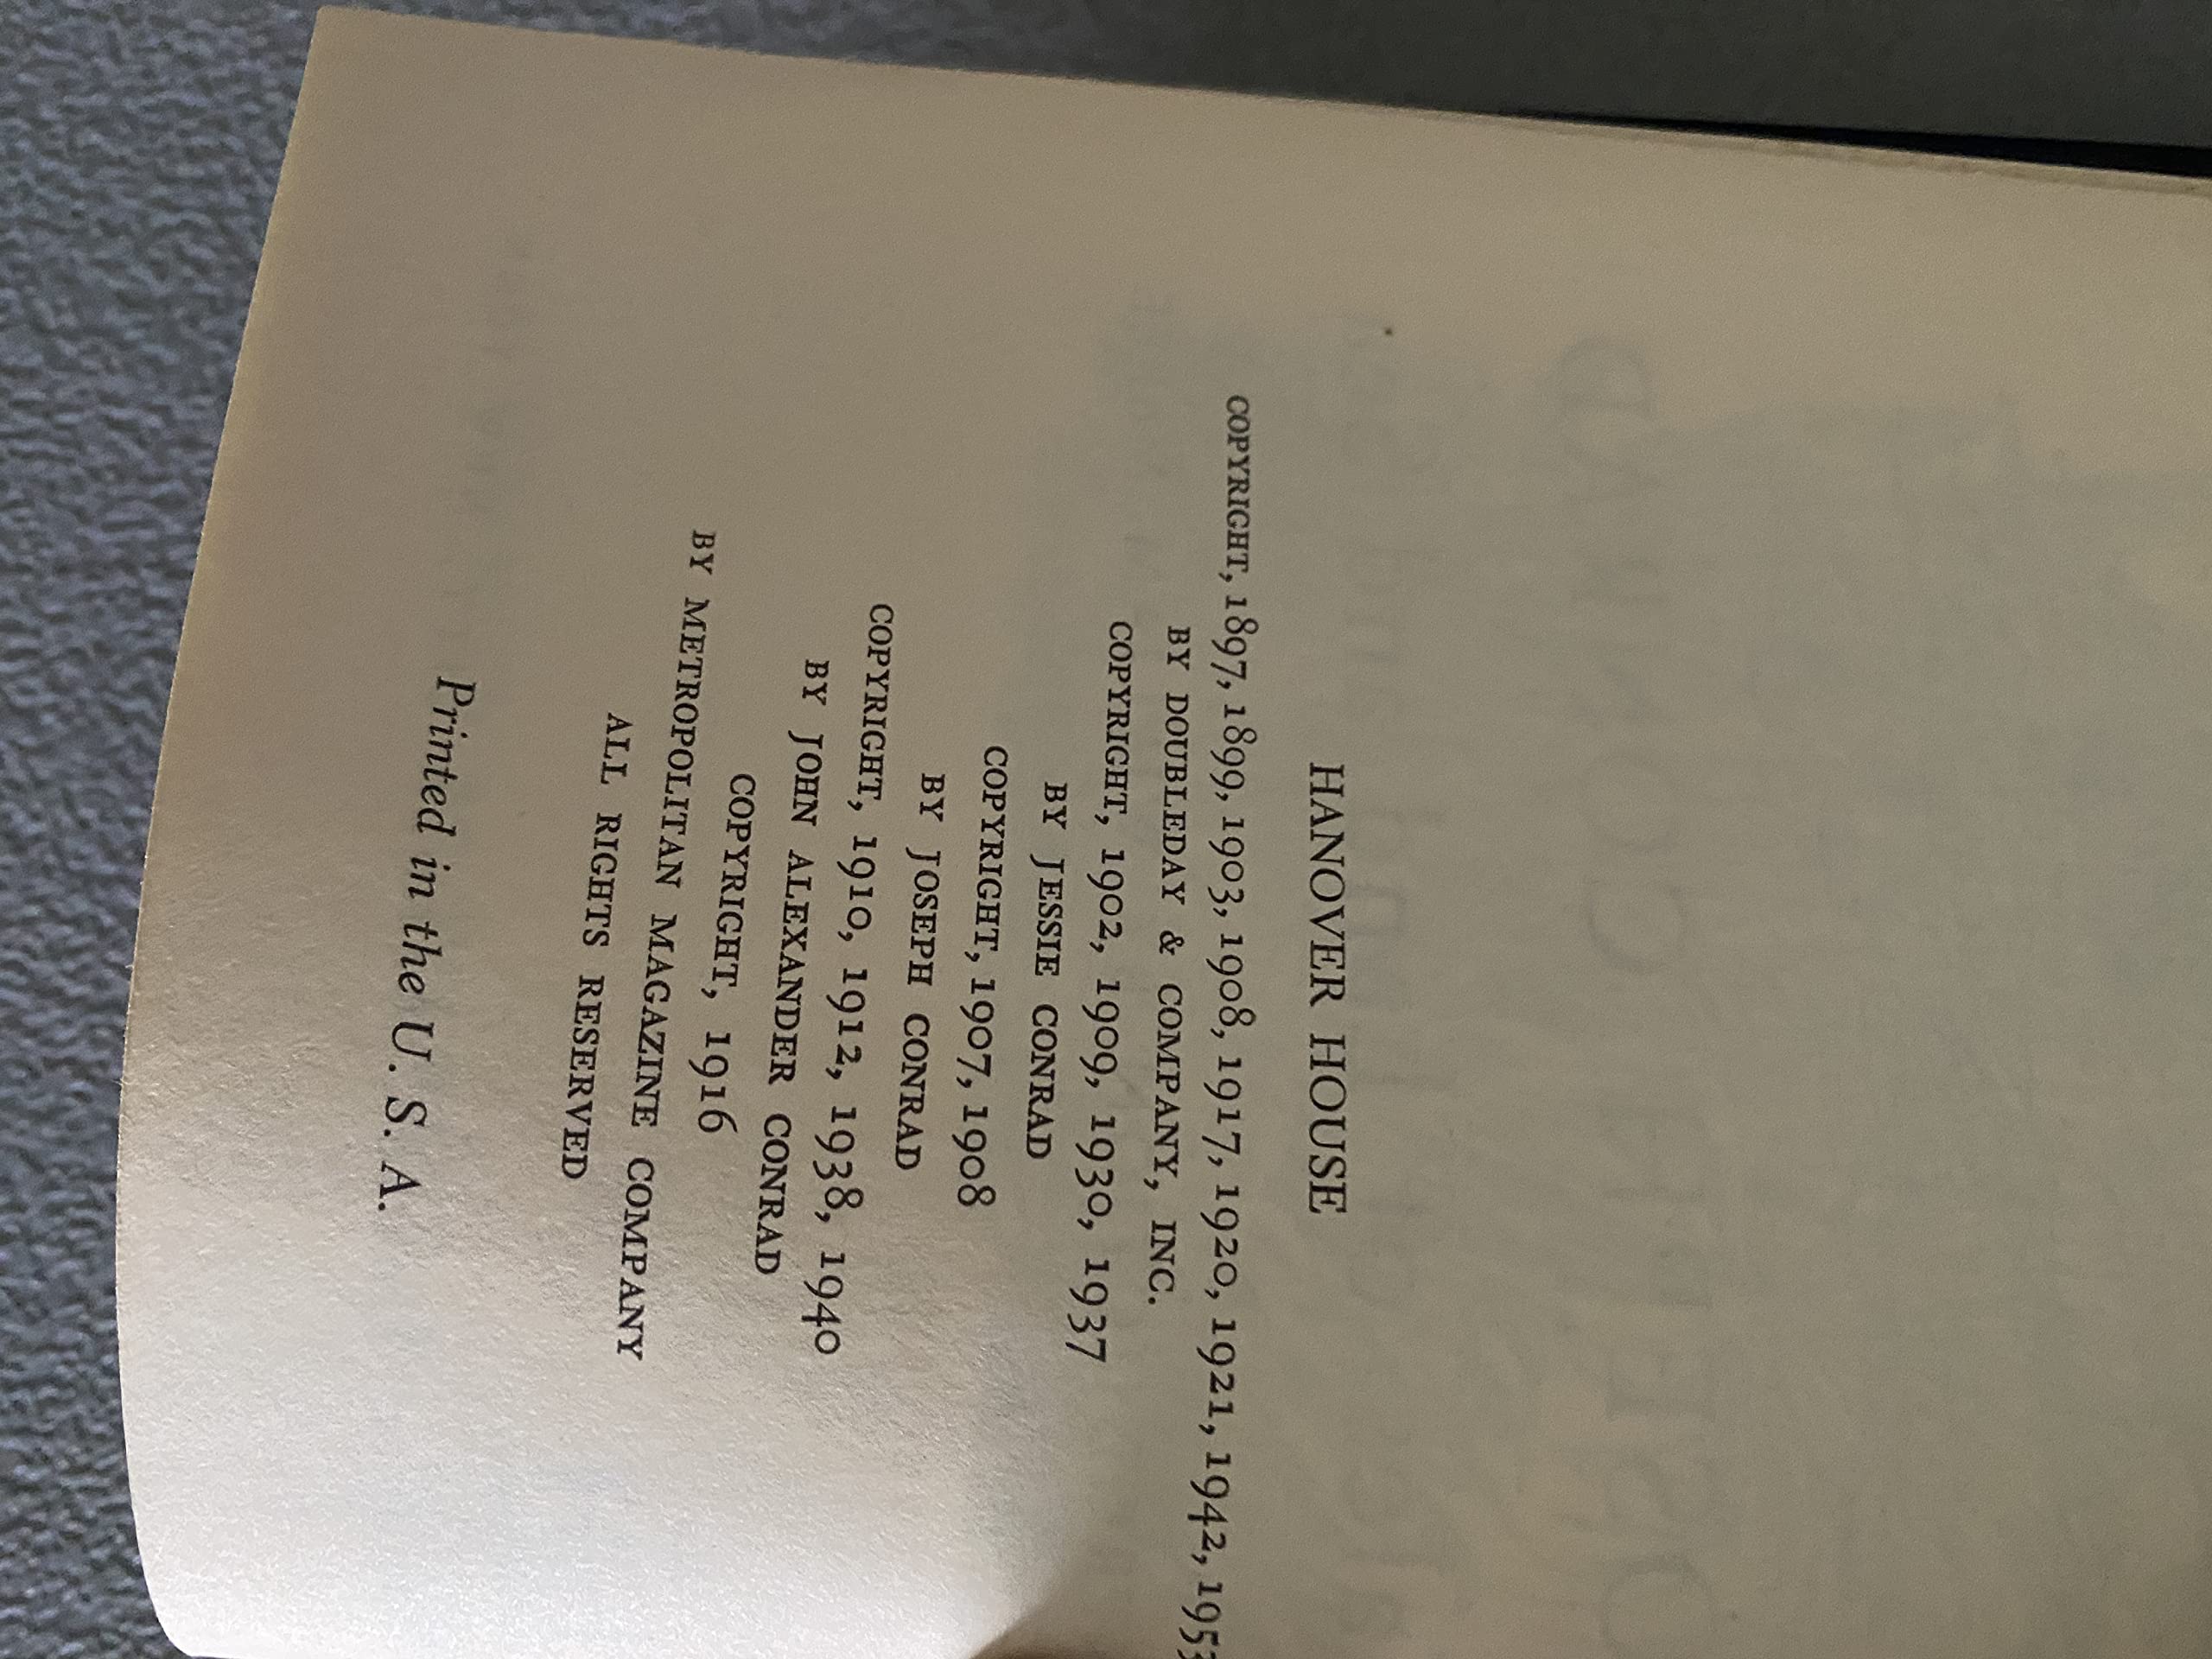 HANOVER HOUSE
COPYRIGHT, 1897, 1899, 1903, 1908, 1917, 1920, 1921, 1942, 1953
BY DOUBLEDAY & COMPANY, INC.
COPYRIGHT, 1902, 1909, 1930, 1937
BY JESSIE CONRAD
COPYRIGHT, 1907, 1908
BY JOSEPH CONRAD
COPYRIGHT, 1910, 1912, 1938, 1940
BY JOHN ALEXANDER CONRAD
COPYRIGHT, 1916
BY METROPOLITAN MAGAZINE COMPANY
ALL RIGHTS RESERVED
Printed in the U. S. A.